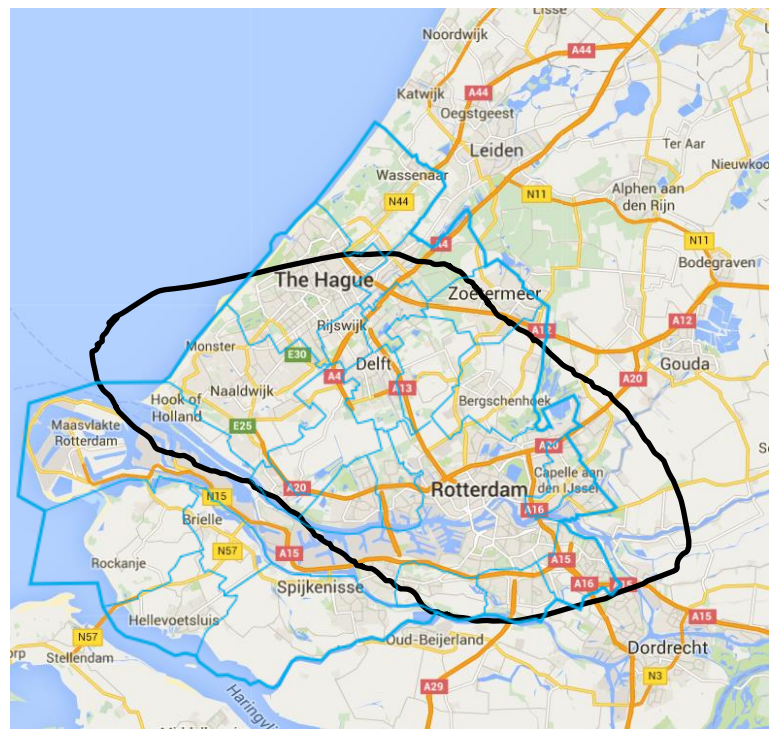 Lisse
Noordwijk
A44
Katwijk
A44
Oegstgeest
Leiden
Ter Aar
Nieuwkoo
Wassenaar
N44
N11
Alphen aan
den Rijn
A4
N11
Bodegraven
The Hague
Zoetermeer
Rijswijk
A12
A12
Monster
E30
Delft
Gouda
A4
A13
A20
Naaldwijk
Bergschenhoek
Hook of
Holland
Maasvlakte
Rotterdam
E25
A20
Capelle aan
den IJssel
A20
Rotterdam
N15
A16
Brielle
N57
A15
A15
Rockanje
Spijkenisse
A16
A15
A15
Hellevoetsluis
N57
Oud-Beijerland
orp
Stellendam
Dordrecht
N3
A29
Haringvli